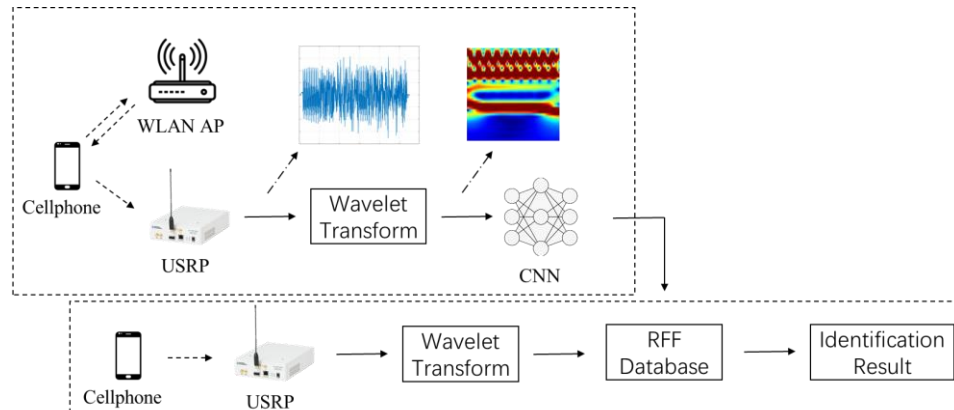 WLAN AP
Cellphone
USRP
Wavelet
Transform
CNN
Cellphone
USRP
Wavelet
Transform
RFF
Database
Identification
Result